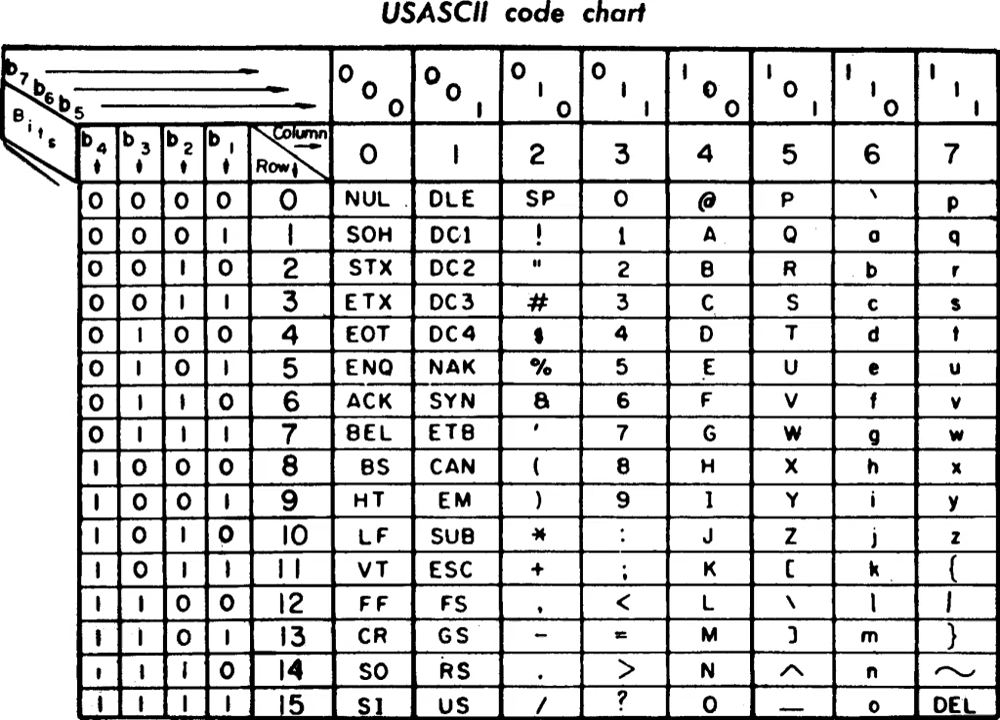 USASCII code chart
b7 b6 b5 0 0 0 0 0 1 0 1 0 0 1 1 1 0 0 1 0 1 1 1 0 1 1 1
Bits b4 b3 b2 b1 Column Row 0 1 2 3 4 5 6 7
0 0 0 0 0 NUL DLE SP 0 @ P ` p
0 0 0 1 1 SOH DC1 ! 1 A Q a q
0 0 1 0 2 STX DC2 " 2 B R b r
0 0 1 1 3 ETX DC3 # 3 C S c s
0 1 0 0 4 EOT DC4 $ 4 D T d t
0 1 0 1 5 ENQ NAK % 5 E U e u
0 1 1 0 6 ACK SYN & 6 F V f v
0 1 1 1 7 BEL ETB ' 7 G W g w
1 0 0 0 8 BS CAN ( 8 H X h x
1 0 0 1 9 HT EM ) 9 I Y i y
1 0 1 0 10 LF SUB * : J Z j z
1 0 1 1 11 VT ESC + ; K [ k {
1 1 0 0 12 FF FS , < L \ l |
1 1 0 1 13 CR GS - = M ] m }
1 1 1 0 14 SO RS . > N ^ n ~
1 1 1 1 15 SI US / ? O _ o DEL